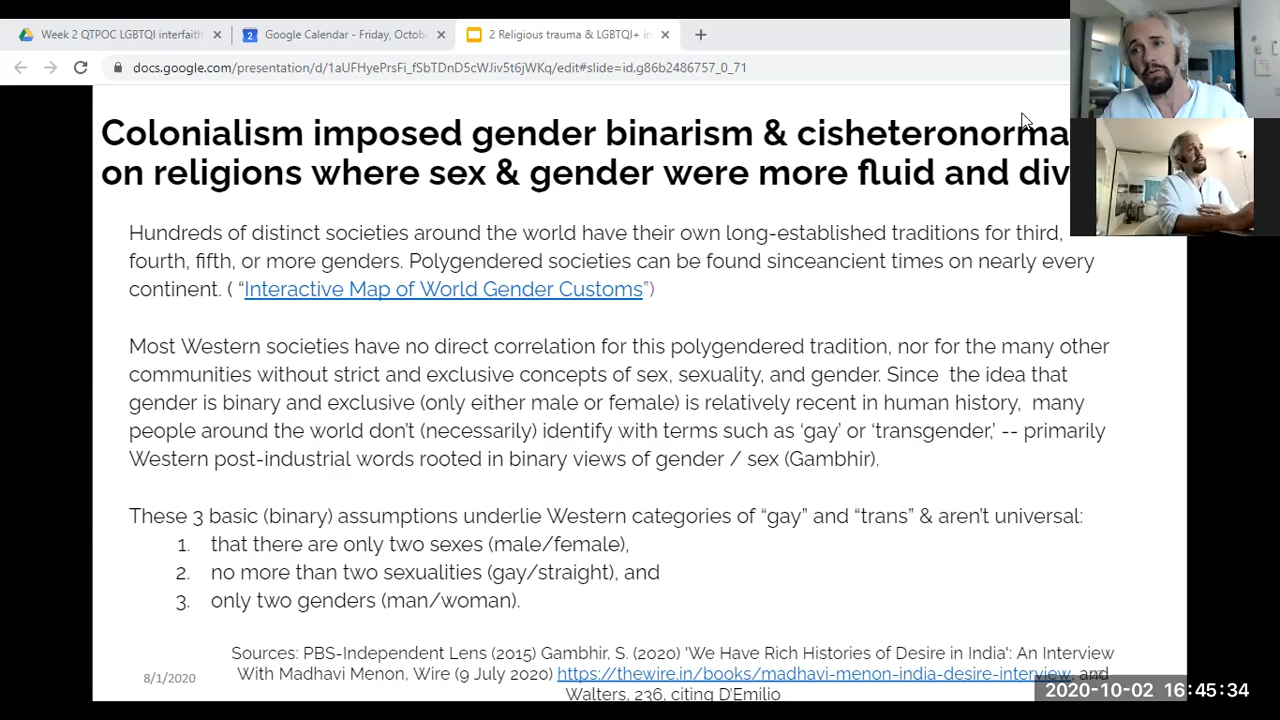 Week 2 QTPOC LGBTQI interfaith
Google Calendar - Friday, Octob
2 Religious trauma & LGBTQI+ in
docs.google.com/presentation/d/1aUFHyePrsFi_fSbTDnD5cWJiv5t6jWKq/edit#slide=id.g86b2486757_0_71
Colonialism imposed gender binarism & cisheteronorma
on religions where sex & gender were more fluid and div
Hundreds of distinct societies around the world have their own long-established traditions for third,
fourth, fifth, or more genders. Polygendered societies can be found sinceancient times on nearly every
continent. ( “Interactive Map of World Gender Customs”)
Most Western societies have no direct correlation for this polygendered tradition, nor for the many other
communities without strict and exclusive concepts of sex, sexuality, and gender. Since the idea that
gender is binary and exclusive (only either male or female) is relatively recent in human history, many
people around the world don’t (necessarily) identify with terms such as ‘gay’ or ‘transgender,’ -- primarily
Western post-industrial words rooted in binary views of gender / sex (Gambhir).
These 3 basic (binary) assumptions underlie Western categories of “gay” and “trans” & aren’t universal:
1. that there are only two sexes (male/female),
2. no more than two sexualities (gay/straight), and
3. only two genders (man/woman).
Sources: PBS-Independent Lens (2015) Gambhir, S. (2020) 'We Have Rich Histories of Desire in India': An Interview
With Madhavi Menon, Wire (9 July 2020) https://thewire.in/books/madhavi-menon-india-desire-interview, and
Walters, 236, citing D’Emilio
8/1/2020
2020-10-02 16:45:34